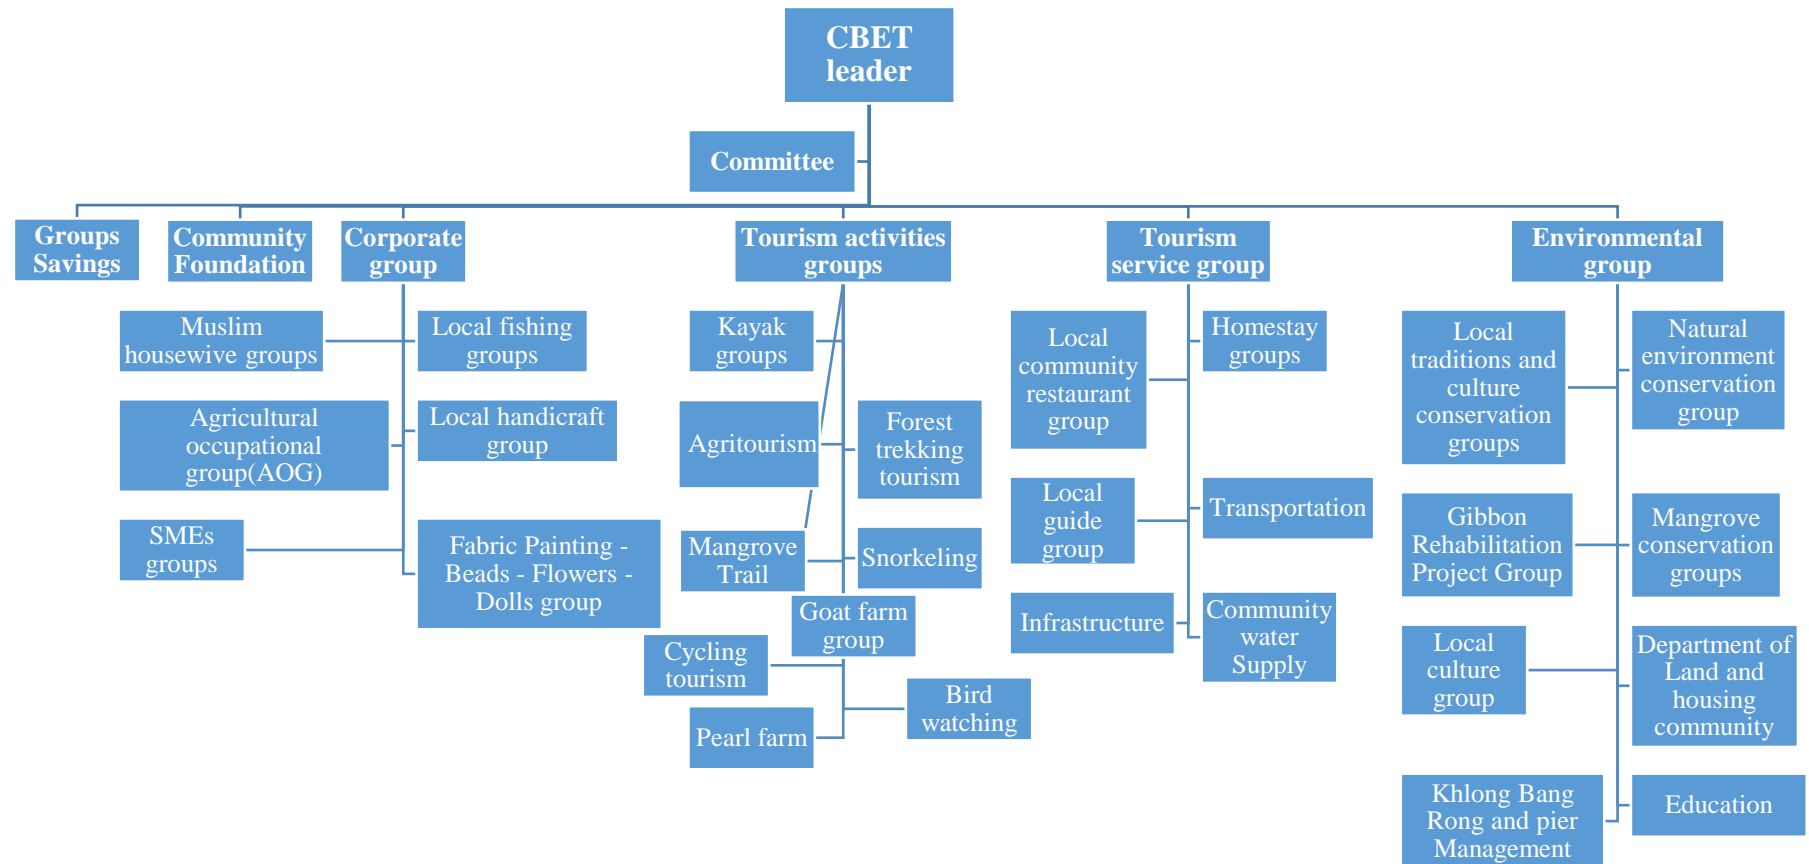 CBET
leader
Committee
Groups
Savings
Community
Foundation
Corporate
group
Tourism activities
groups
Tourism
service group
Environmental
group
Muslim
housewive groups
Local fishing
groups
Agricultural
occupational
group(AOG)
Local handicraft
group
SMEs
groups
Fabric Painting -
Beads - Flowers -
Dolls group
Kayak
groups
Agritourism
Forest
trekking
tourism
Mangrove
Trail
Snorkeling
Goat farm
group
Cycling
tourism
Bird
watching
Pearl farm
Local
community
restaurant
group
Homestay
groups
Local
guide
group
Transportation
Infrastructure
Community
water
Supply
Local
traditions and
culture
conservation
groups
Natural
environment
conservation
group
Gibbon
Rehabilitation
Project Group
Mangrove
conservation
groups
Local
culture
group
Department of
Land and
housing
community
Khlong Bang
Rong and pier
Management
Education